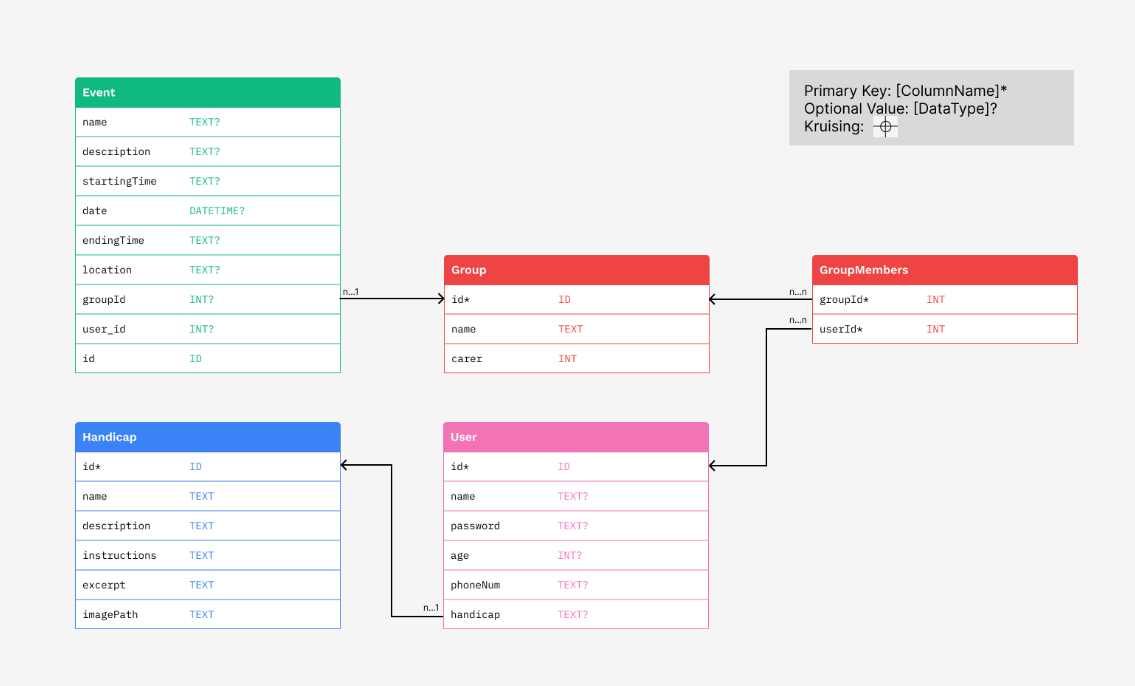 Primary Key: [ColumnName]*
Optional Value: [DataType]?
Kruising:
Event
name TEXT?
description TEXT?
startingTime TEXT?
date DATETIME?
endingTime TEXT?
location TEXT?
groupId INT?
user_id INT?
id ID
n...1
Group
id* ID
name TEXT
carer INT
n...n
n...n
GroupMembers
groupId* INT
userId* INT
Handicap
id* ID
name TEXT
description TEXT
instructions TEXT
excerpt TEXT
imagePath TEXT
n...1
User
id* ID
name TEXT?
password TEXT?
age INT?
phoneNum TEXT?
handicap TEXT?